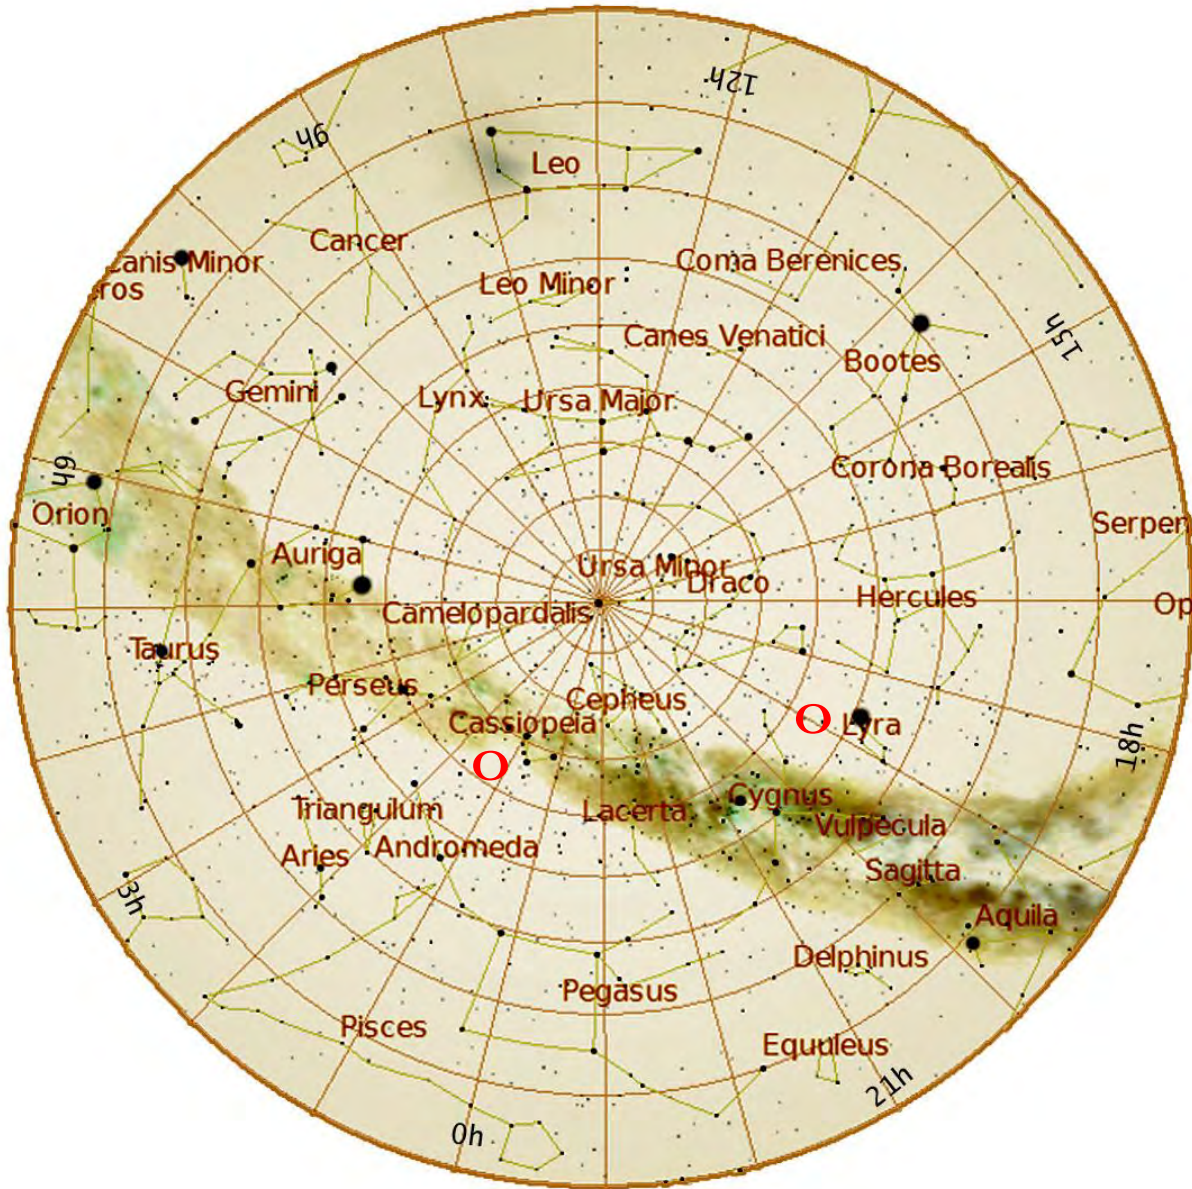 12h
9h
Leo
Cancer
Coma Berenices
Canis Minor
ros
Leo Minor
Canes Venatici
15h
Bootes
Gemini
Lynx
Ursa Major
6h
Corona Borealis
Orion
Serpen
Auriga
Ursa Minor
Draco
Hercules
Op
Camelopardalis
Taurus
Perseus
Cepheus
Cassiopeia
O
Lyra
18h
O
Cygnus
Triangulum
Lacerta
Vulpecula
Andromeda
Aries
Sagitta
3h
Aquila
Delphinus
Pegasus
Pisces
Equuleus
21h
0h